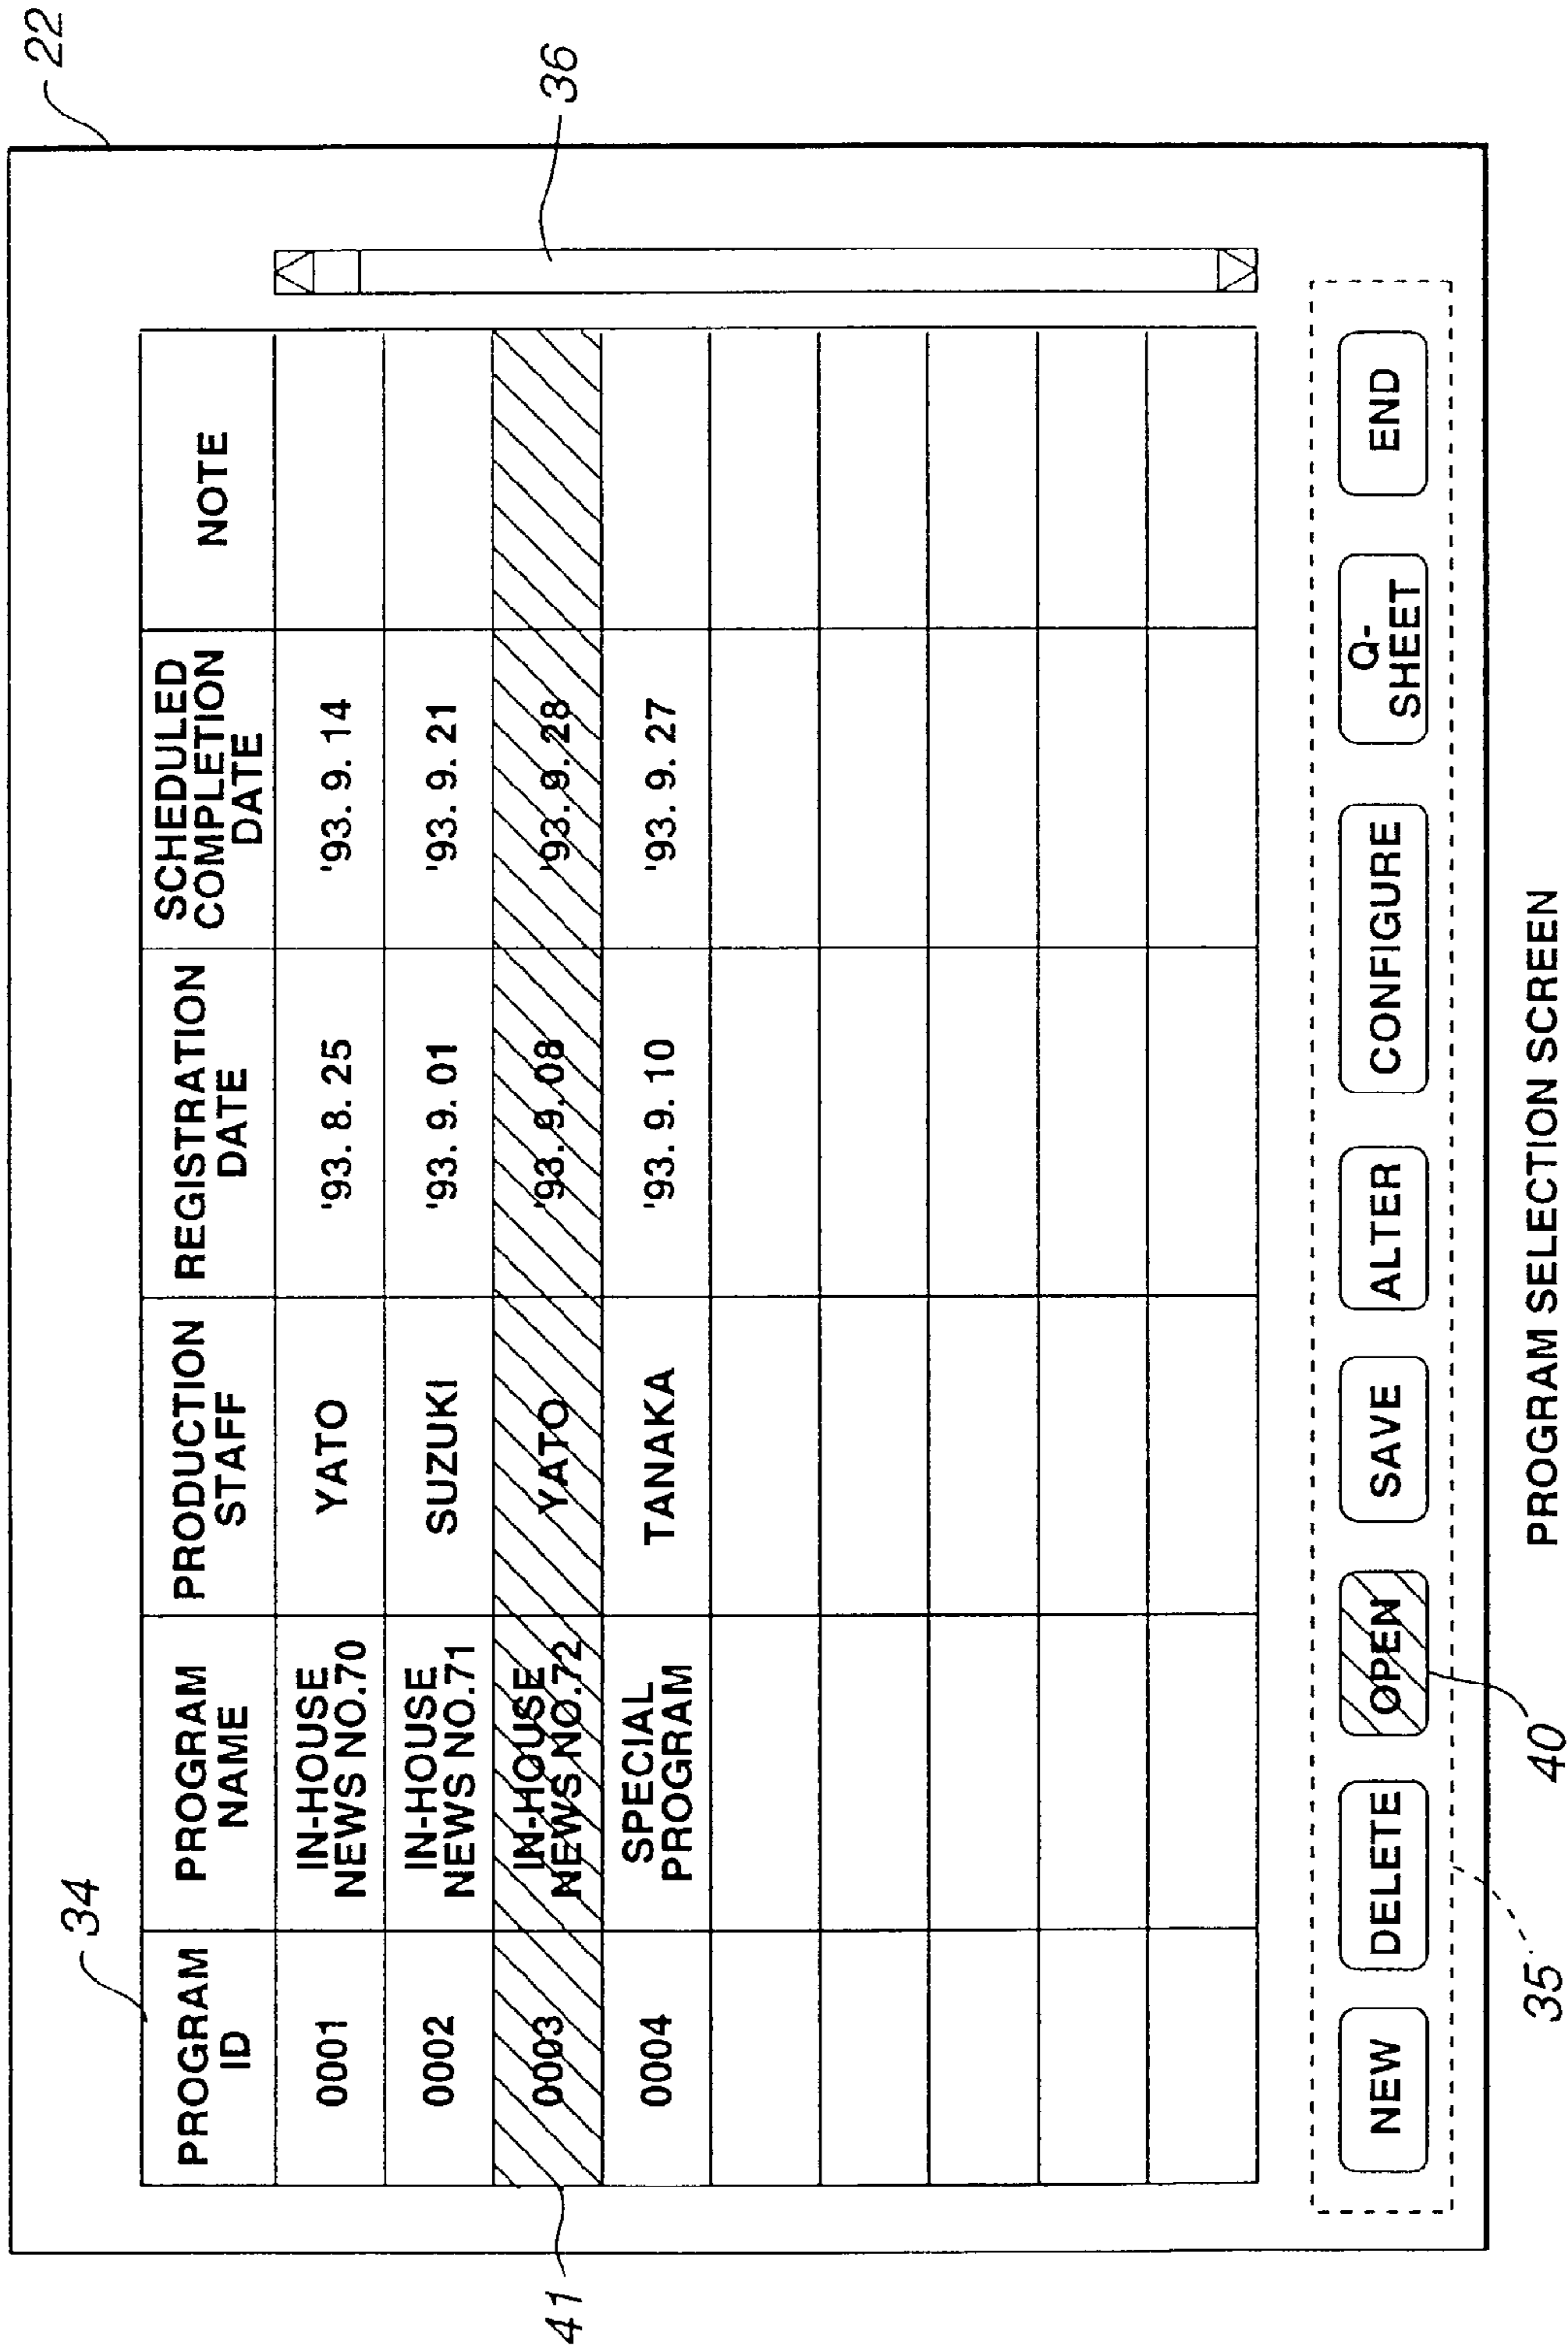 22
34
36
PROGRAM
ID
PROGRAM
NAME
PRODUCTION
STAFF
REGISTRATION
DATE
SCHEDULED
COMPLETION
DATE
NOTE
0001
IN-HOUSE
NEWS NO.70
YATO
'93. 8. 25
'93. 9. 14
0002
IN-HOUSE
NEWS NO.71
SUZUKI
'93. 9. 01
'93. 9. 21
41
0003
IN-HOUSE
NEWS NO.72
YATO
'93. 9. 08
'93. 9. 28
0004
SPECIAL
PROGRAM
TANAKA
'93. 9. 10
'93. 9. 27
NEW
DELETE
OPEN
SAVE
ALTER
CONFIGURE
Q-
SHEET
END
35
40
PROGRAM SELECTION SCREEN